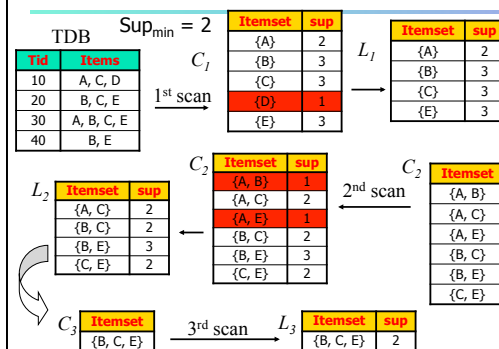 TDB
Sup min = 2
Tid Items
10 A, C, D
20 B, C, E
30 A, B, C, E
40 B, E
1st scan
C1
Itemset sup
{A} 2
{B} 3
{C} 3
{D} 1
{E} 3
L1
Itemset sup
{A} 2
{B} 3
{C} 3
{E} 3
C2
Itemset
{A, B}
{A, C}
{A, E}
{B, C}
{B, E}
{C, E}
2nd scan
C2
Itemset sup
{A, B} 1
{A, C} 2
{A, E} 1
{B, C} 2
{B, E} 3
{C, E} 2
L2
Itemset sup
{A, C} 2
{B, C} 2
{B, E} 3
{C, E} 2
C3
Itemset
{B, C, E}
3rd scan
L3
Itemset sup
{B, C, E} 2